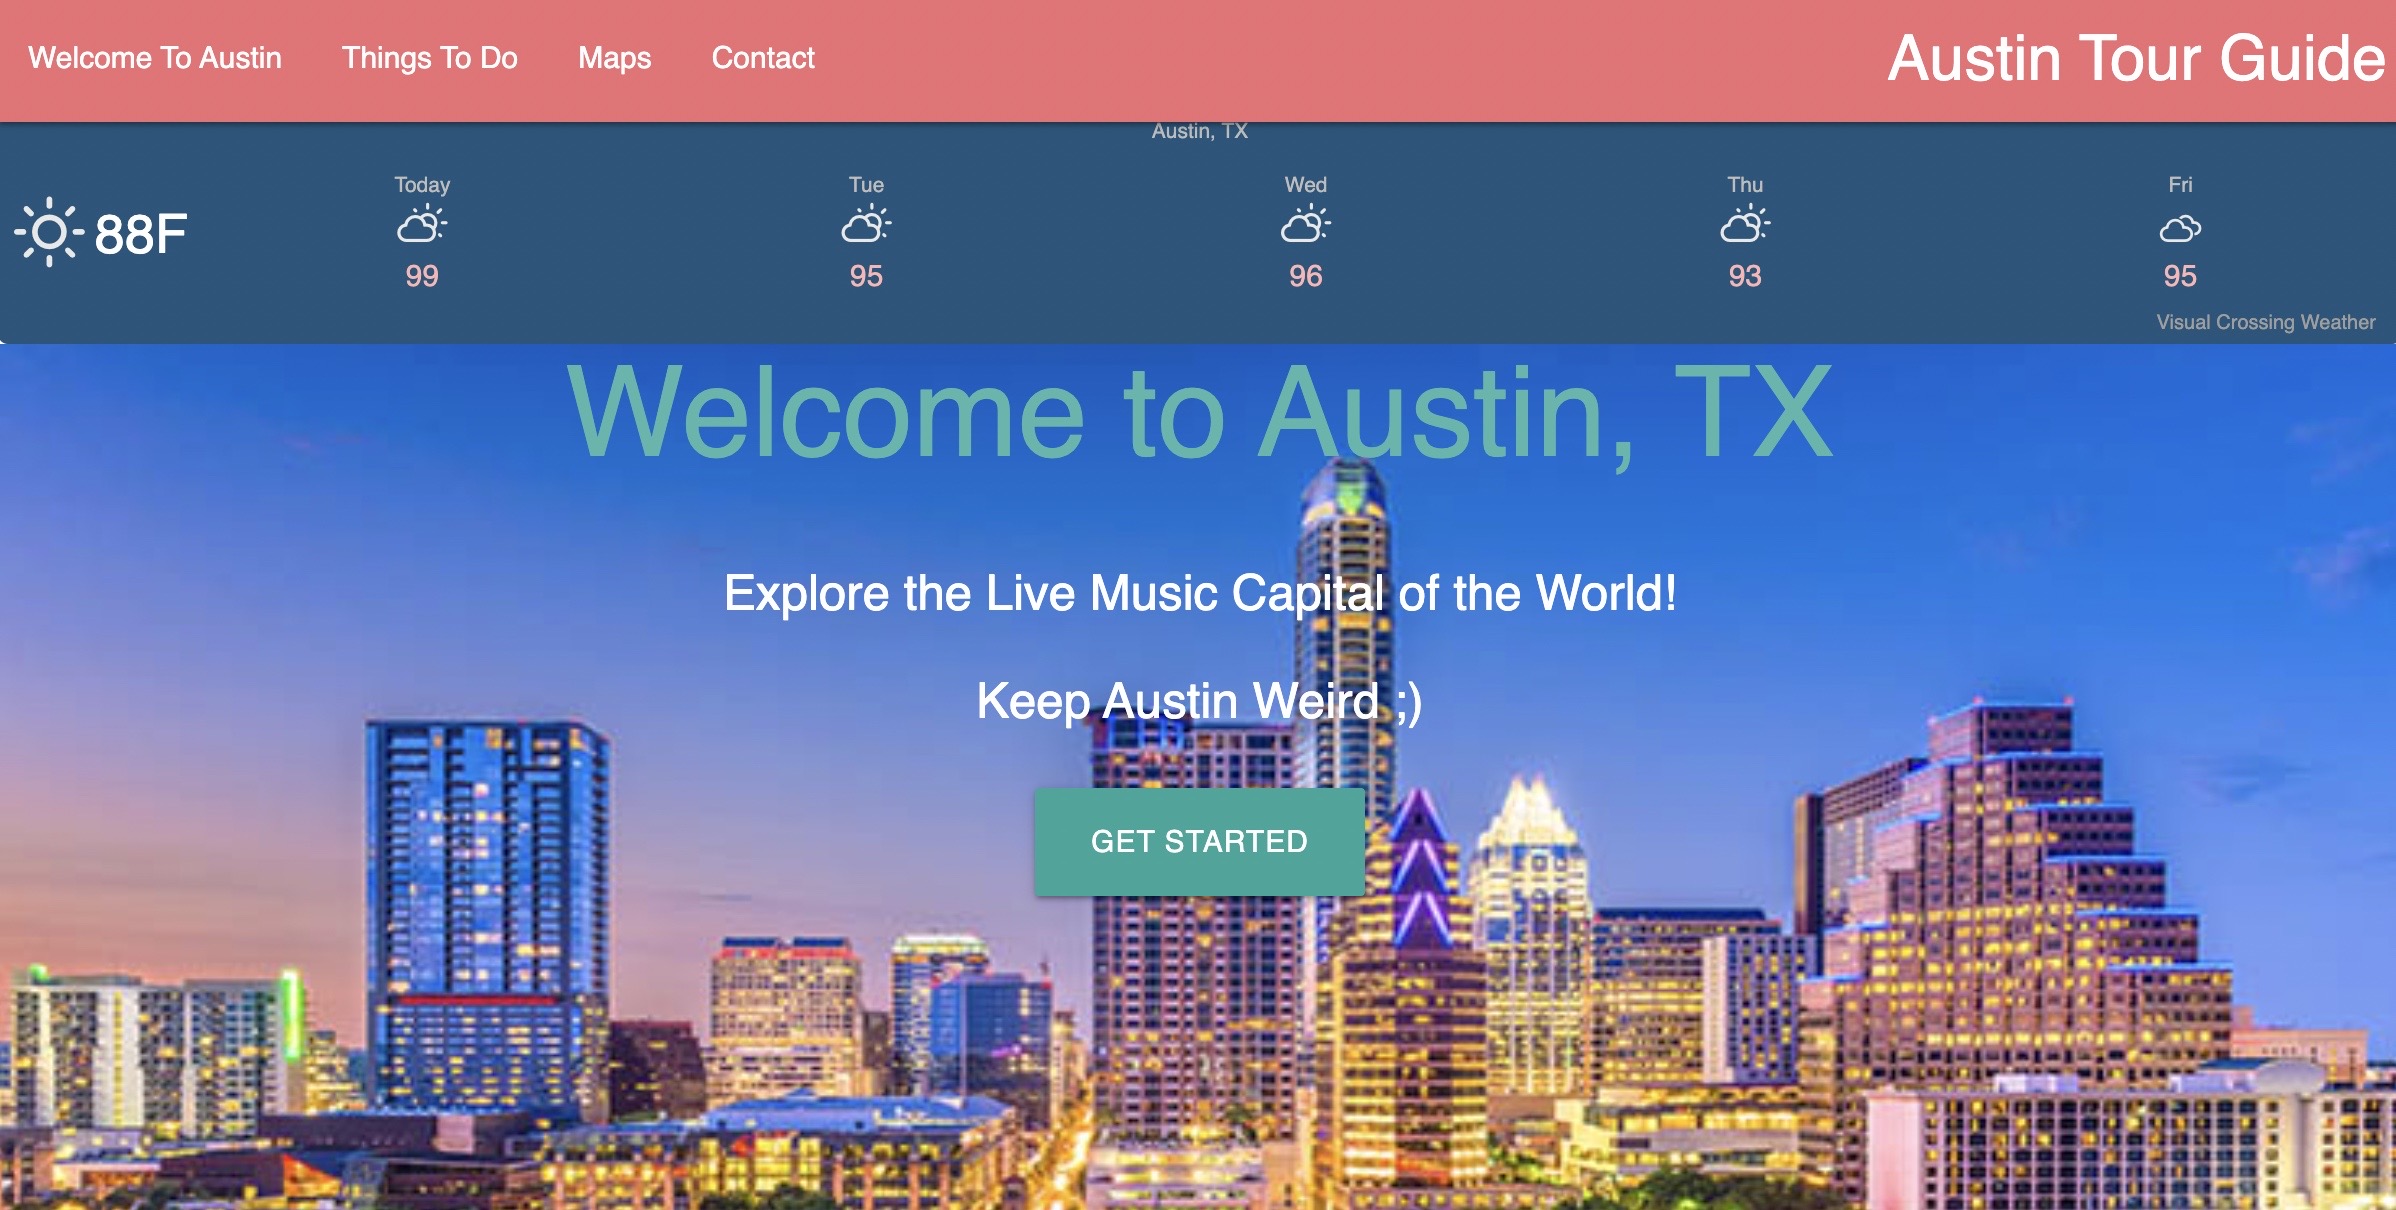 Welcome To Austin Things To Do Maps Contact Austin Tour Guide
Austin, TX
Today Tue Wed Thu Fri
88F
99 95 96 93 95
Visual Crossing Weather
Welcome to Austin, TX
Explore the Live Music Capital of the World!
Keep Austin Weird ;)
GET STARTED